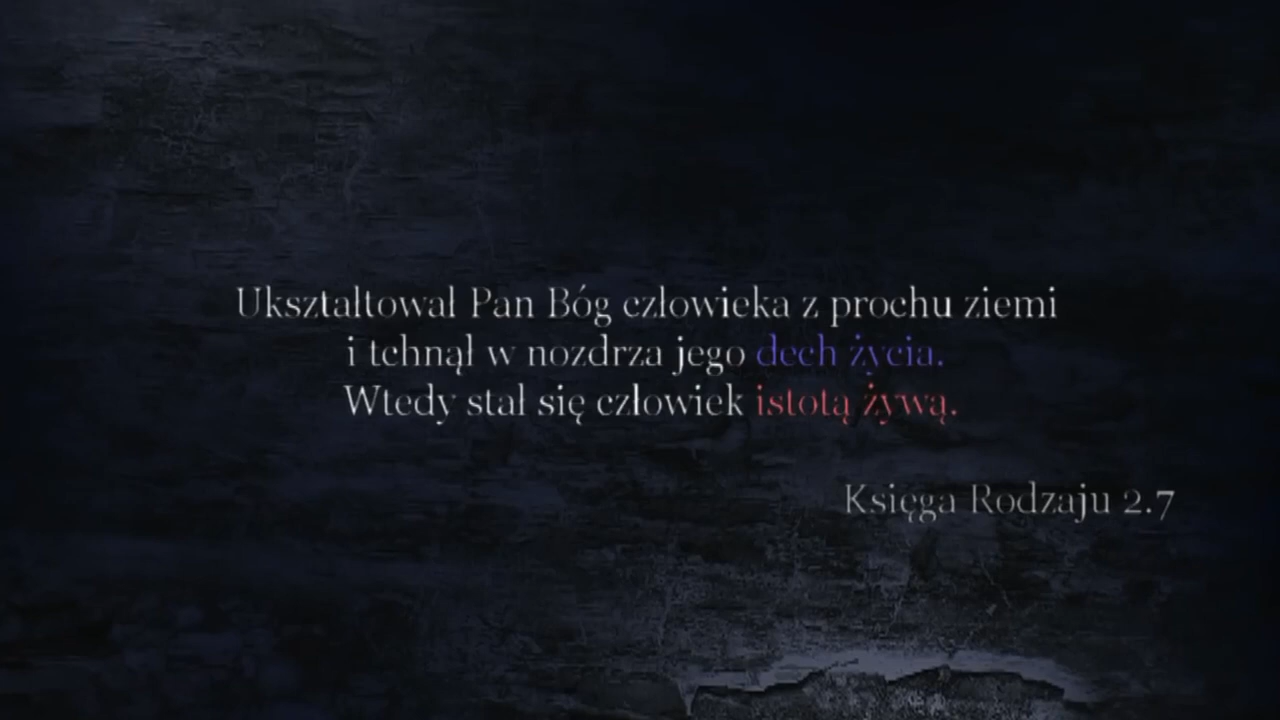 Ukształtował Pan Bóg człowieka z prochu ziemi
i tchnął w nozdrza jego dech życia.
Wtedy stał się człowiek istotą żywą.
Księga Rodzaju 2.7